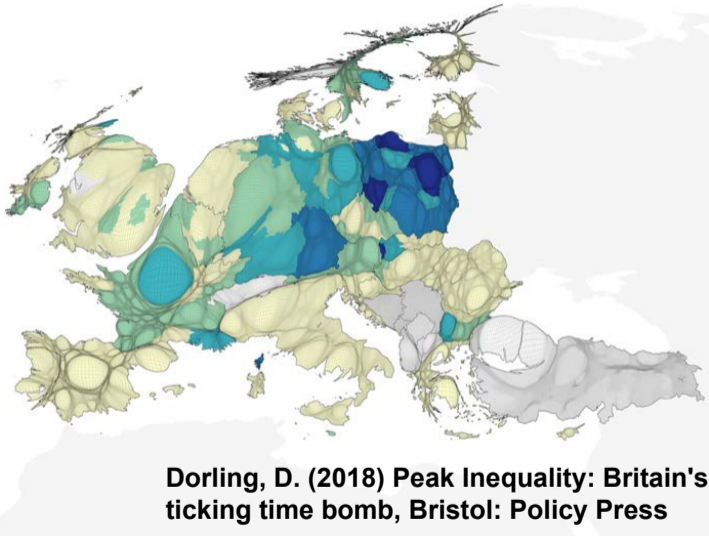 Dorling, D. (2018) Peak Inequality: Britain's
ticking time bomb, Bristol: Policy Press